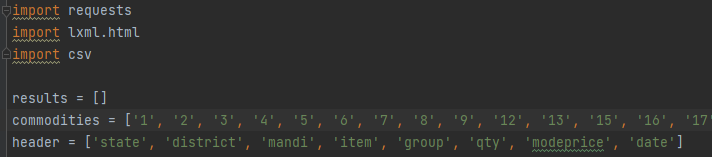 import requests
import lxml.html
import csv
results = []
commodities = ['1', '2', '3', '4', '5', '6', '7', '8', '9', '12', '13', '15', '16', '17'
header = ['state', 'district', 'mandi', 'item', 'group', 'qty', 'modeprice', 'date']